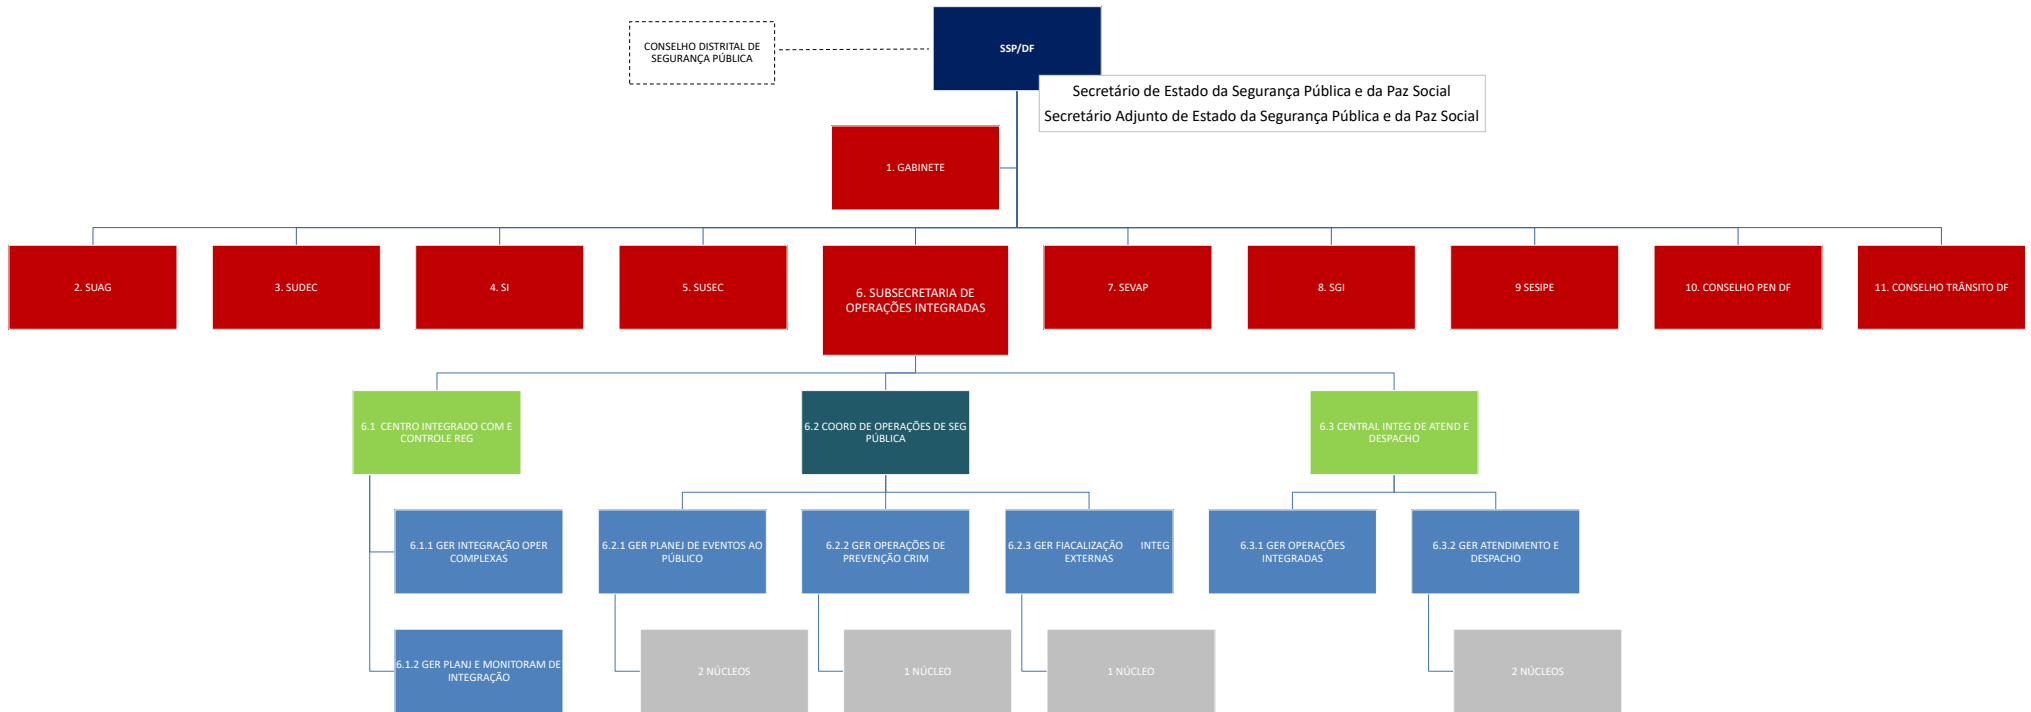 CONSELHO DISTRITAL DE
SEGURANÇA PÚBLICA
SSP/DF
Secretário de Estado da Segurança Pública e da Paz Social
Secretário Adjunto de Estado da Segurança Pública e da Paz Social
1. GABINETE
2. SUAG
3. SUDEC
4. SI
5. SUSEC
6. SUBSECRETARIA DE
OPERAÇÕES INTEGRADAS
7. SEVAP
8. SGI
9 SESIPE
10. CONSELHO PEN DF
11. CONSELHO TRÂNSITO DF
6.1 CENTRO INTEGRADO COM E
CONTROLE REG
6.2 COORD DE OPERAÇÕES DE SEG
PÚBLICA
6.3 CENTRAL INTEG DE ATEND E
DESPACHO
6.1.1 GER INTEGRAÇÃO OPER
COMPLEXAS
6.2.1 GER PLANEJ DE EVENTOS AO
PÚBLICO
6.2.2 GER OPERAÇÕES DE
PREVENÇÃO CRIM
6.2.3 GER FIACALIZAÇÃO INTEG
EXTERNAS
6.3.1 GER OPERAÇÕES
INTEGRADAS
6.3.2 GER ATENDIMENTO E
DESPACHO
6.1.2 GER PLANJ E MONITORAM DE
INTEGRAÇÃO
2 NÚCLEOS
1 NÚCLEO
1 NÚCLEO
2 NÚCLEOS